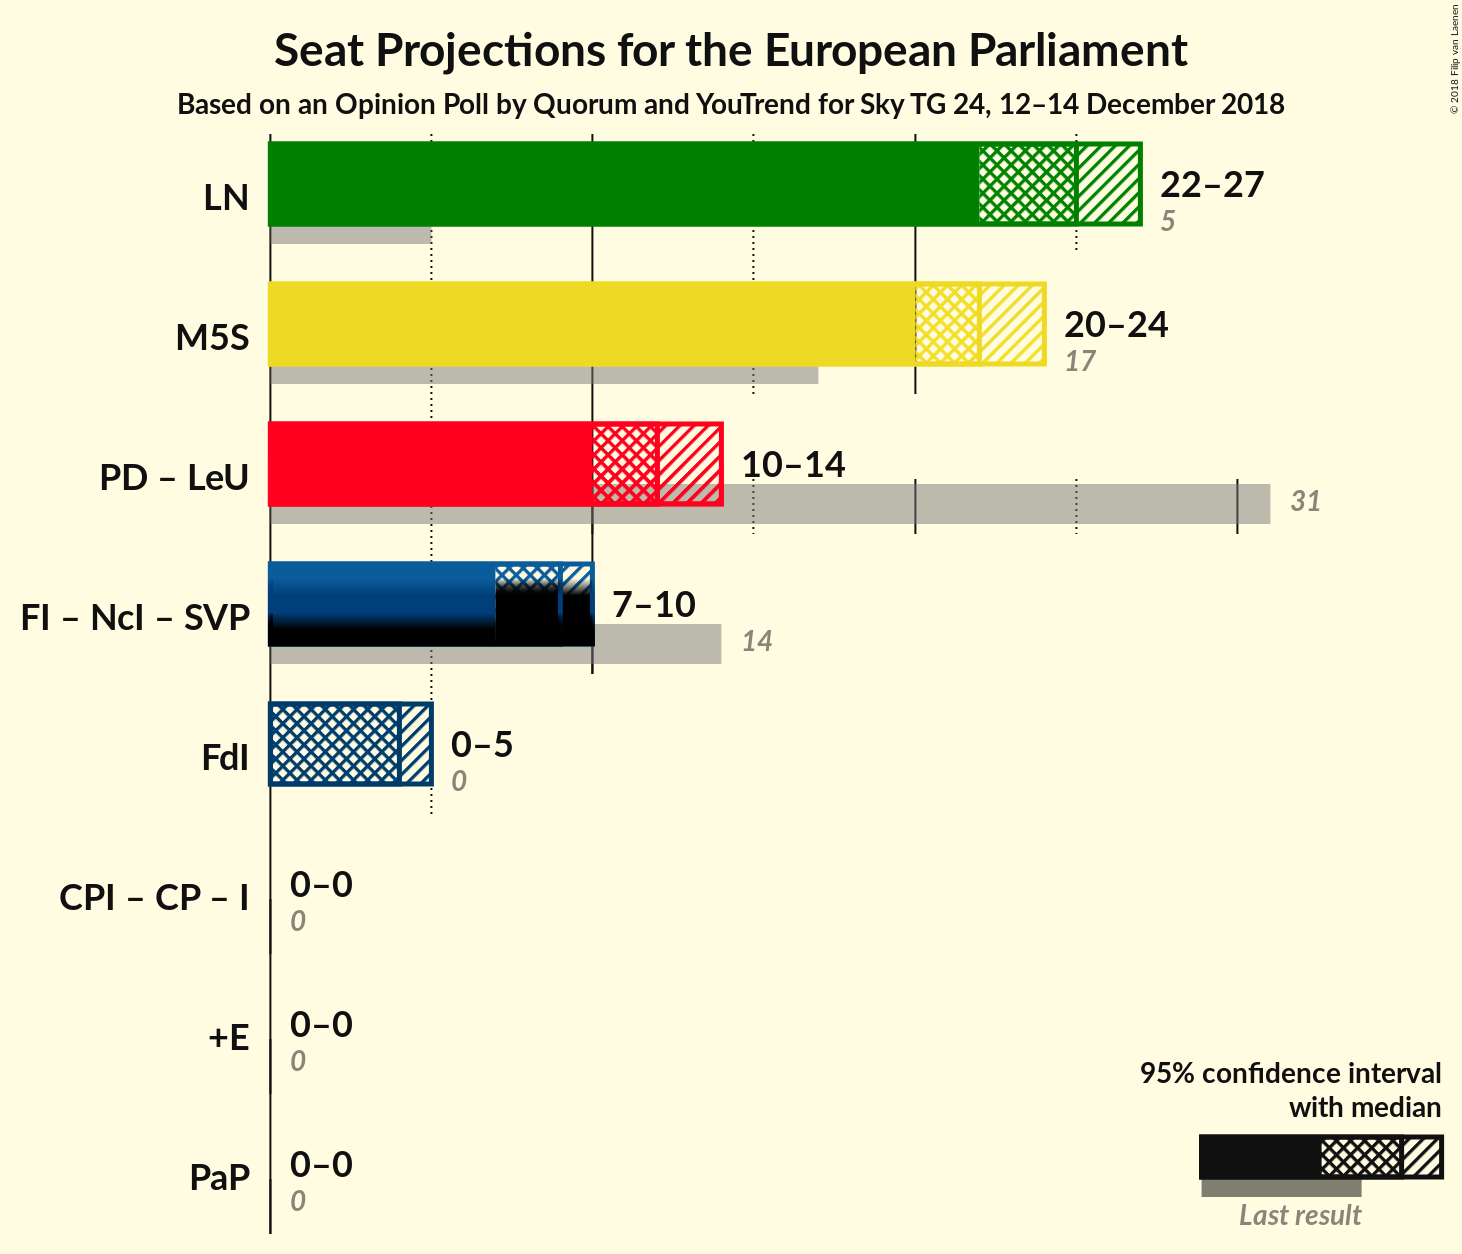 Seat Projections for the European Parliament
Based on an Opinion Poll by Quorum and YouTrend for Sky TG 24, 12–14 December 2018
© 2018 Filip van Laenen
LN
22–27
5
M5S
20–24
17
PD – LeU
10–14
31
FI – NcI – SVP
7–10
14
FdI
0–5
0
CPI – CP – I
0–0
0
+E
0–0
0
PaP
0–0
0
95% confidence interval
with median
Last result